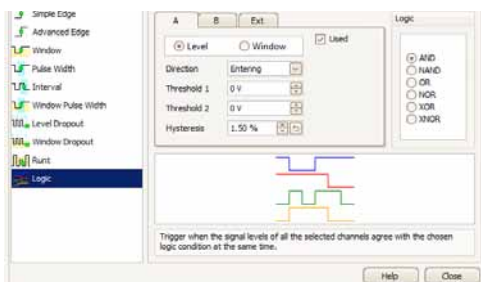 Simple Edge
Advanced Edge
Window
Pulse Width
Interval
Window Pulse Width
Level Dropout
Window Dropout
Runt
Logic
A B Ext
Level Window Used
Direction Entering
Threshold 1 0 V
Threshold 2 0 V
Hysteresis 1.50 %
Logic
AND
NAND
OR
NOR
XOR
XNOR
Trigger when the signal levels of all the selected channels agree with the chosen
logic condition at the same time.
Help Close